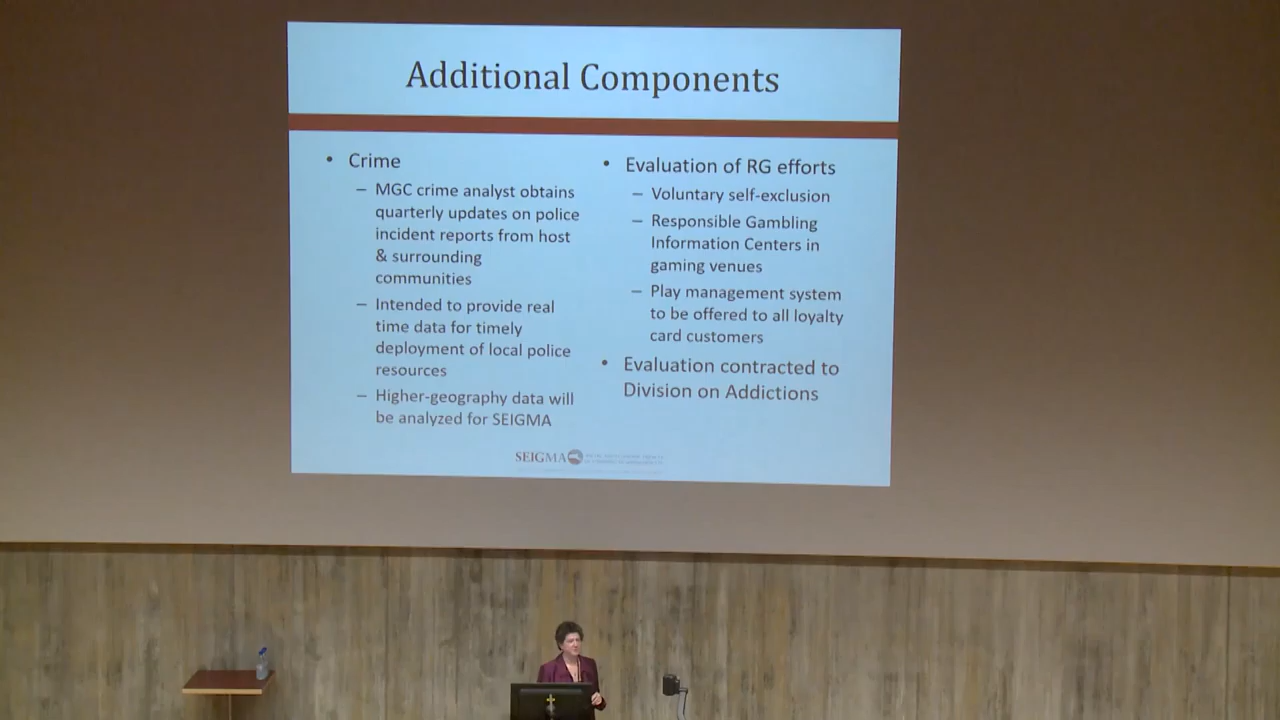 Additional Components
• Crime
– MGC crime analyst obtains
quarterly updates on police
incident reports from host
& surrounding
communities
– Intended to provide real
time data for timely
deployment of local police
resources
– Higher-geography data will
be analyzed for SEIGMA
• Evaluation of RG efforts
– Voluntary self-exclusion
– Responsible Gambling
Information Centers in
gaming venues
– Play management system
to be offered to all loyalty
card customers
• Evaluation contracted to
Division on Addictions
SEIGMA